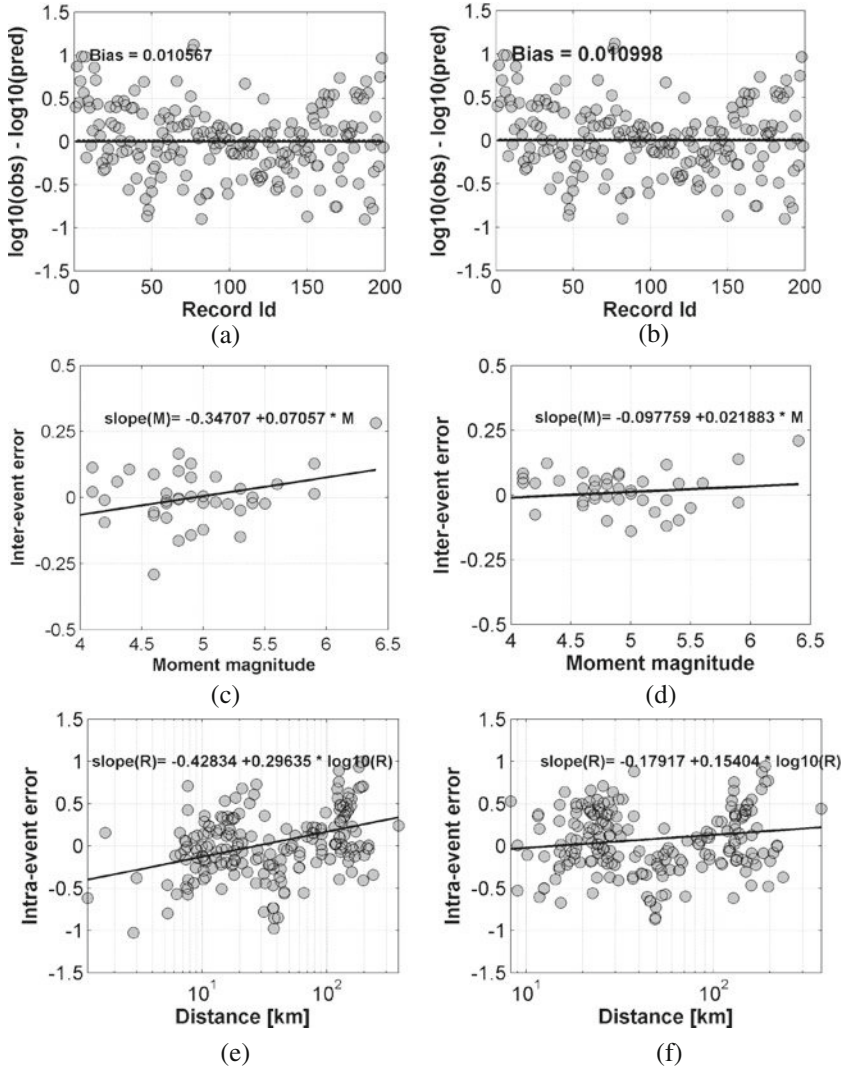 1.5
1
0.5
0
-0.5
-1
-1.5
log10(obs) - log10(pred)
Bias = 0.010567
0 50 100 150 200
Record Id
(a)
1.5
1
0.5
0
-0.5
-1
-1.5
log10(obs) - log10(pred)
Bias = 0.010998
0 50 100 150 200
Record Id
(b)
0.5
0.25
0
-0.25
-0.5
Inter-event error
slope(M)= -0.34707 +0.07057 * M
4 4.5 5 5.5 6 6.5
Moment magnitude
(c)
0.5
0.25
0
-0.25
-0.5
Inter-event error
slope(M)= -0.097759 +0.021883 * M
4 4.5 5 5.5 6 6.5
Moment magnitude
(d)
1.5
1
0.5
0
-0.5
-1
-1.5
Intra-event error
slope(R)= -0.42834 +0.29635 * log10(R)
10^1 10^2
Distance [km]
(e)
1.5
1
0.5
0
-0.5
-1
-1.5
Intra-event error
slope(R)= -0.17917 +0.15404 * log10(R)
10^1 10^2
Distance [km]
(f)